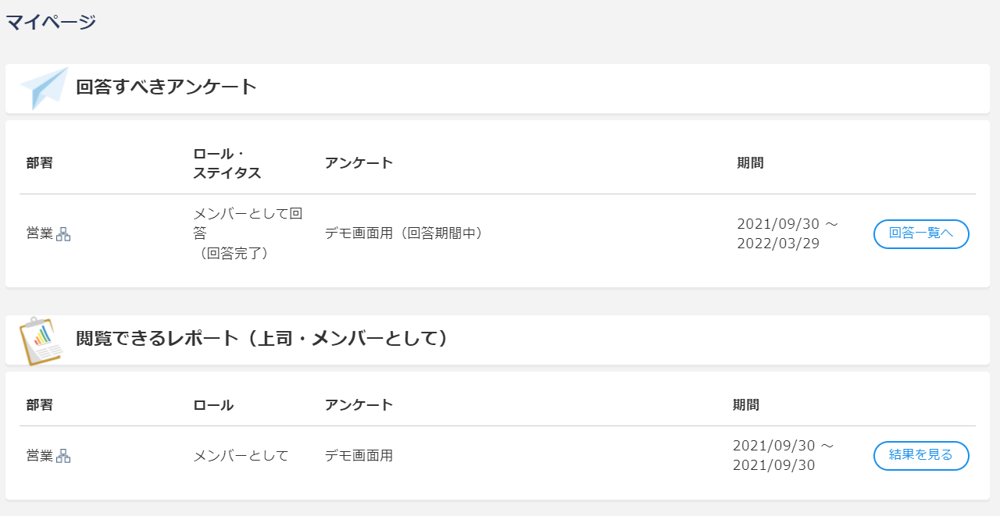 マイページ
回答すべきアンケート
部署
ロール・
ステイタス
アンケート
期間
営業
メンバーとして回
答
（回答完了）
デモ画面用（回答期間中）
2021/09/30 ～
2022/03/29
回答一覧へ
閲覧できるレポート（上司・メンバーとして）
部署
ロール
アンケート
期間
営業
メンバーとして
デモ画面用
2021/09/30 ～
2021/09/30
結果を見る